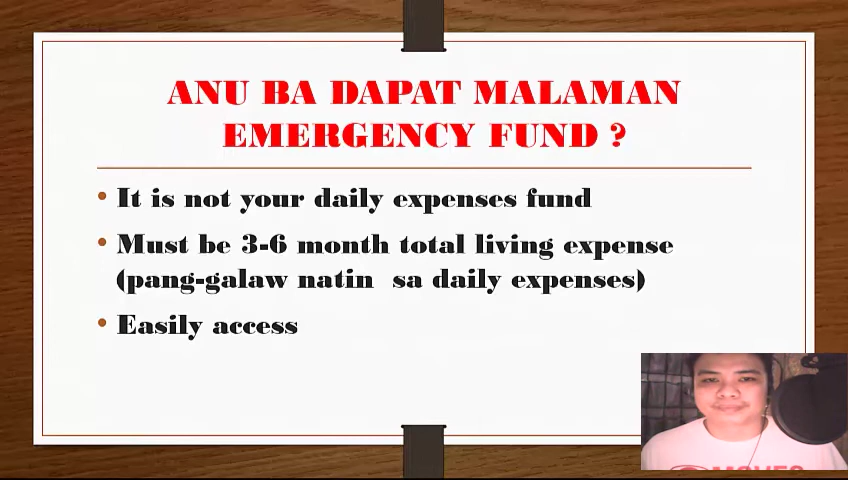 ANU BA DAPAT MALAMAN
EMERGENCY FUND ?
• It is not your daily expenses fund
• Must be 3-6 month total living expense
(pang-galaw natin sa daily expenses)
• Easily access